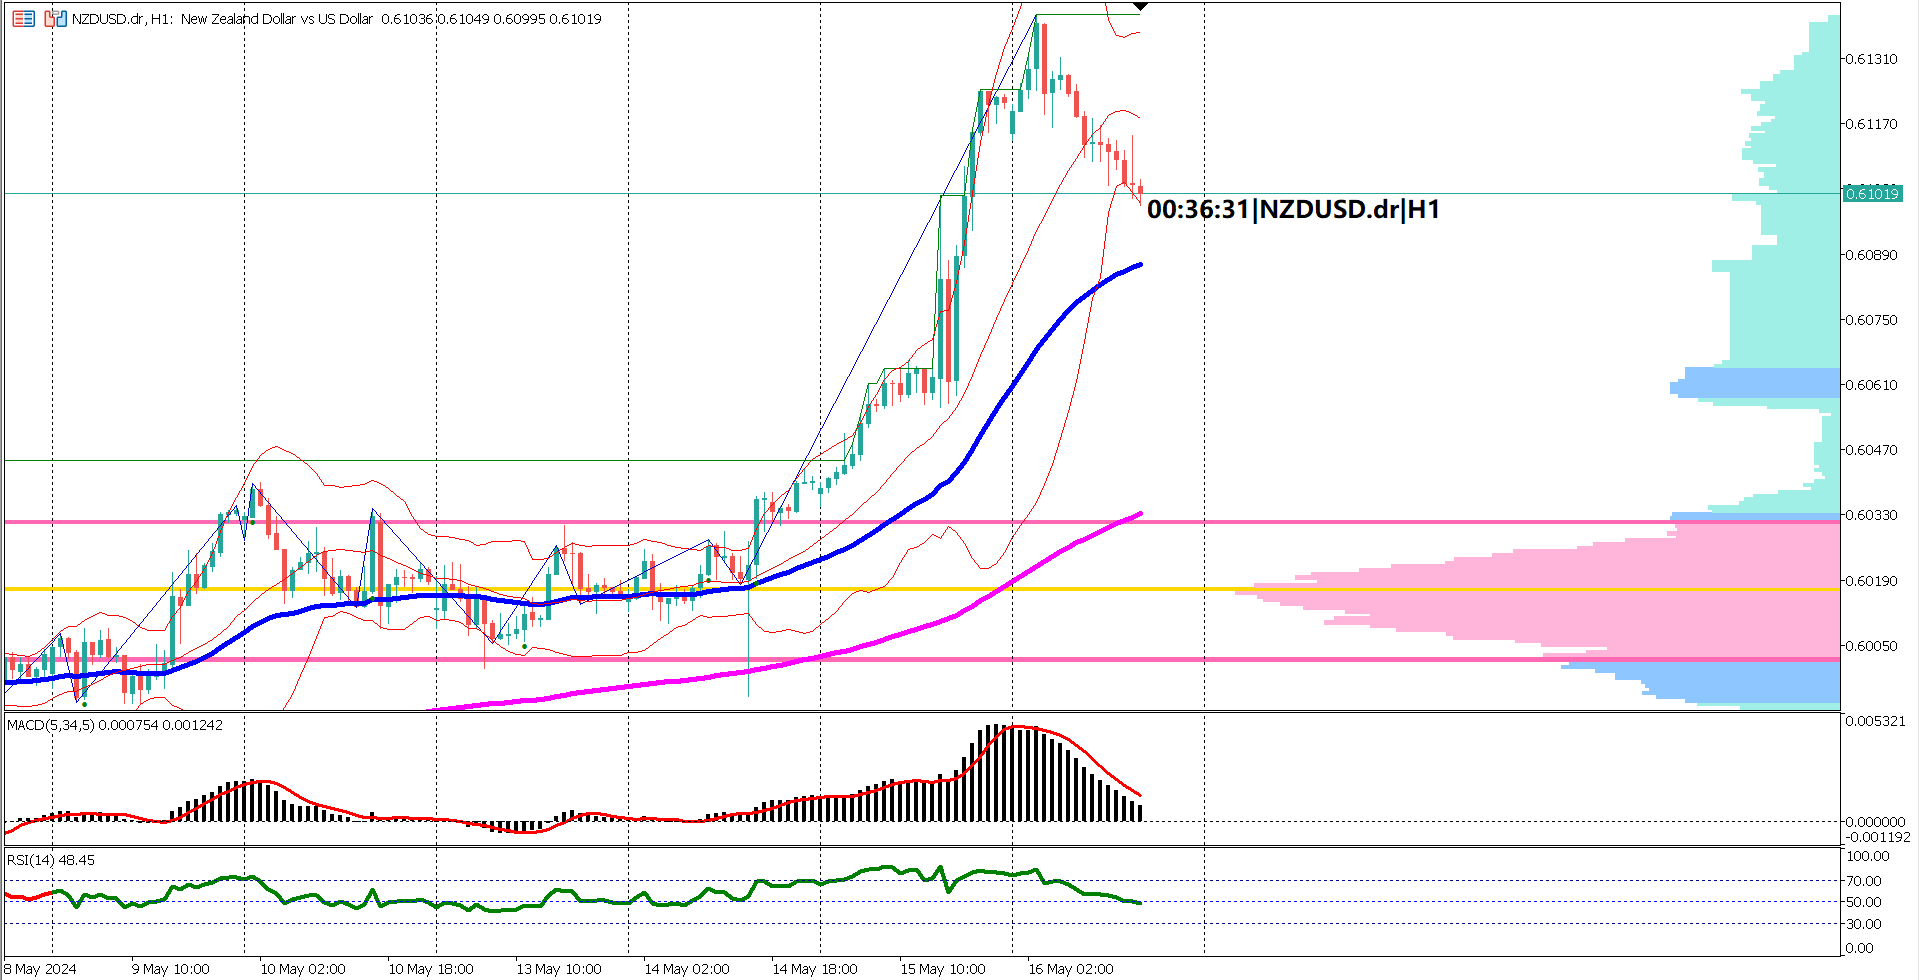 NZDUSD.dr, H1: New Zealand Dollar vs US Dollar 0.61036 0.61049 0.60995 0.61019
0.61310
0.61170
0.61019
00:36:31|NZDUSD.dr|H1
0.60890
0.60750
0.60610
0.60470
0.60330
0.60190
0.60050
MACD(5,34,5) 0.000754 0.001242
0.005321
0.000000
-0.001192
RSI(14) 48.45
100.00
70.00
50.00
30.00
0.00
8 May 2024
9 May 10:00
10 May 02:00
10 May 18:00
13 May 10:00
14 May 02:00
14 May 18:00
15 May 10:00
16 May 02:00